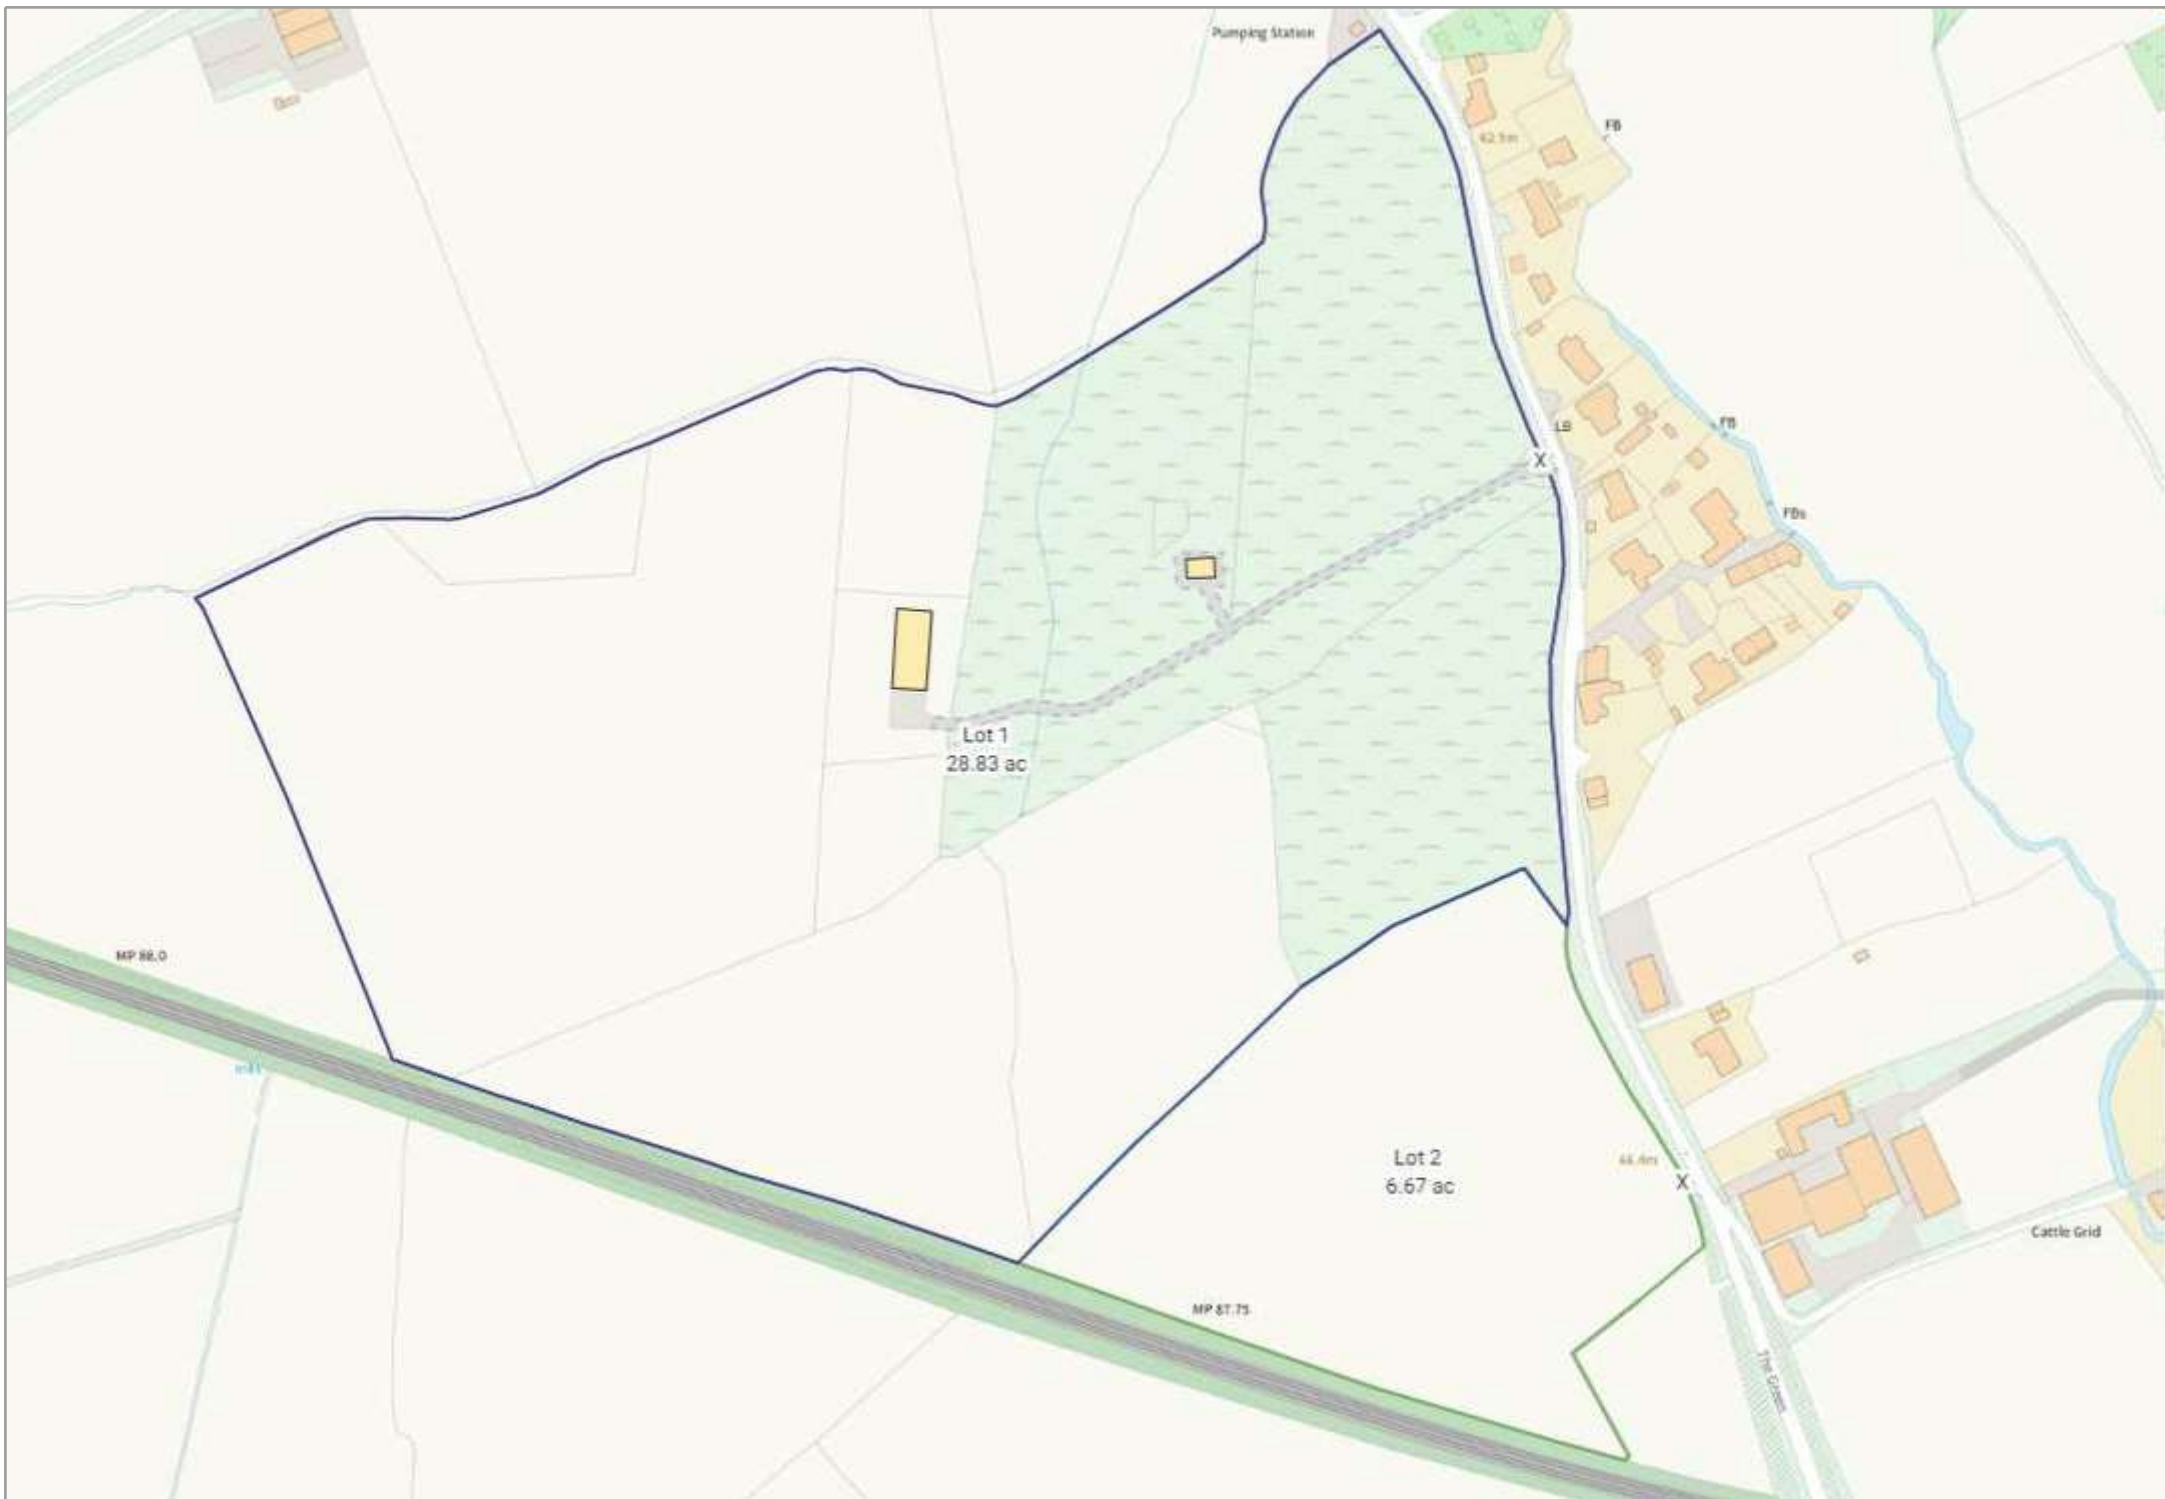 Pumping Station
FB
LB
FB
X
FBs
Lot 1
28.83 ac
MP 88.0
Lot 2
6.67 ac
44.4m
X
Cattle Grid
MP 87.75
The Green